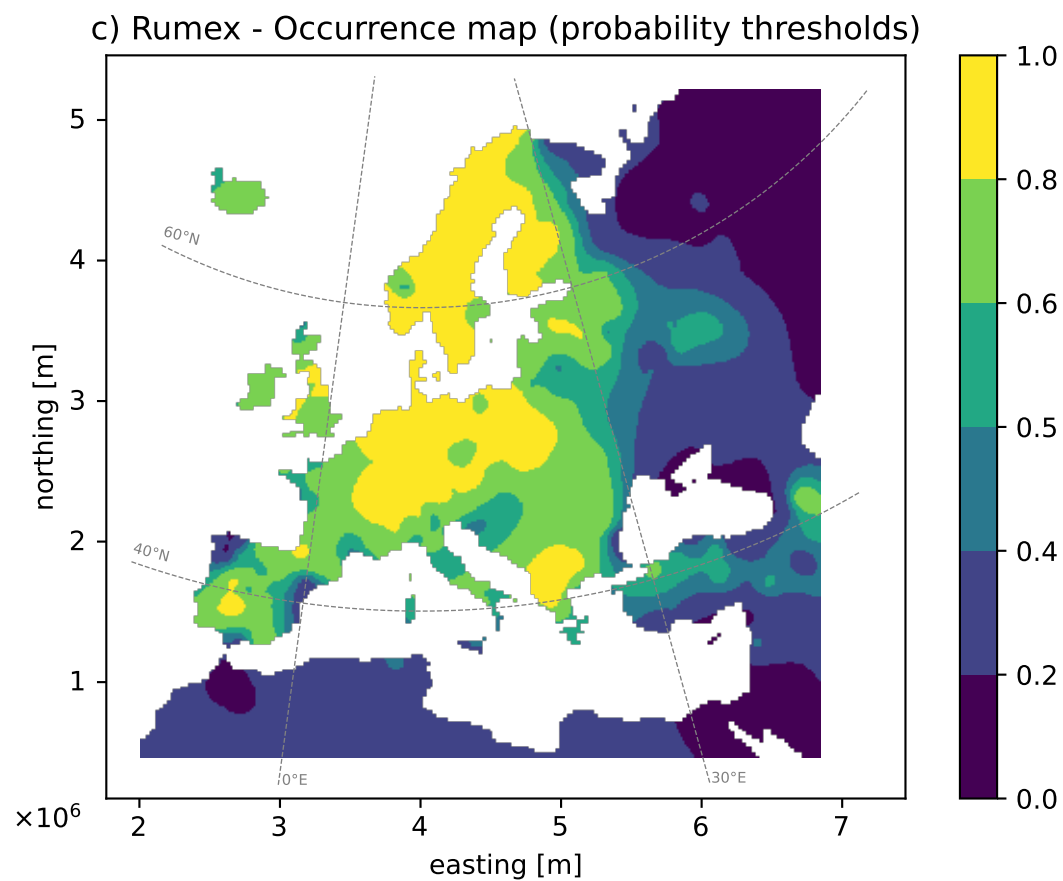 c) Rumex - Occurrence map (probability thresholds)
northing [m]
5
4
3
2
1
×10⁶
2 3 4 5 6 7
easting [m]
60°N
40°N
0°E
30°E
1.0
0.8
0.6
0.5
0.4
0.2
0.0